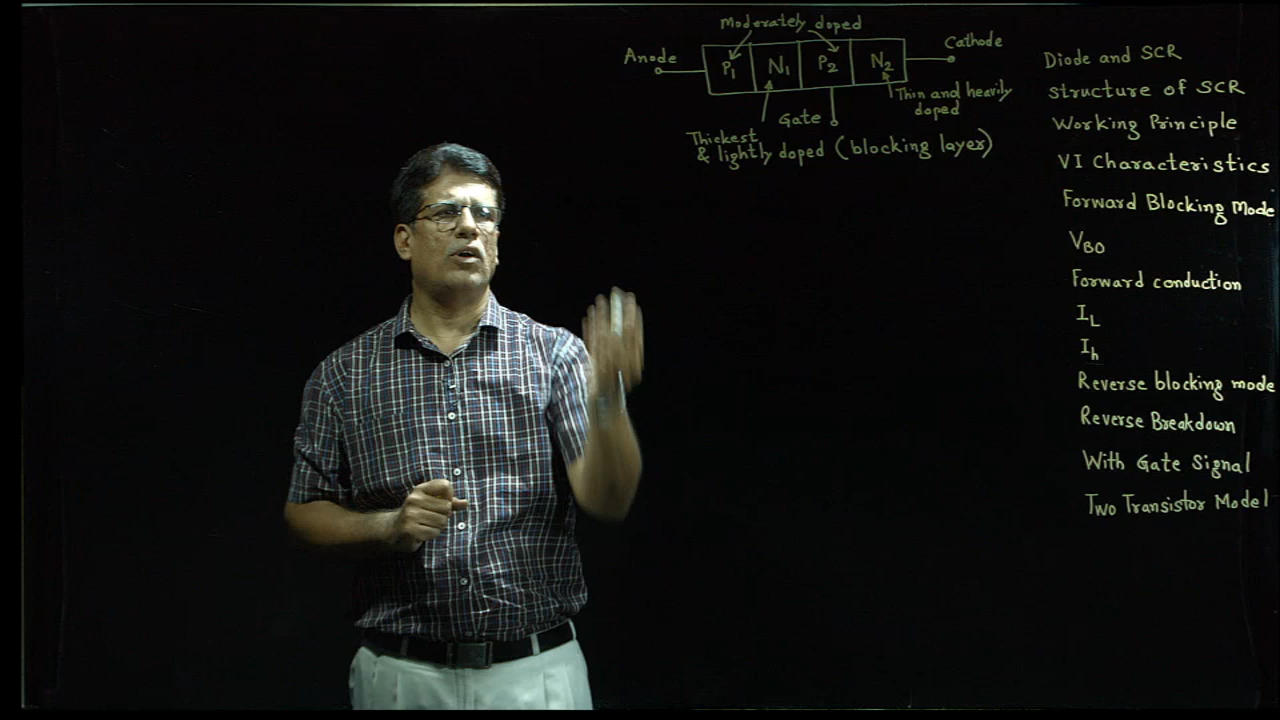 Moderately doped
Anode
P1 N1 P2 N2
Cathode
Thin and heavily
doped
Gate
Thickest
& lightly doped (blocking layer)
Diode and SCR
structure of SCR
Working Principle
VI Characteristics
Forward Blocking Mode
VBO
Forward conduction
IL
Ih
Reverse blocking mode
Reverse Breakdown
With Gate Signal
Two Transistor Model